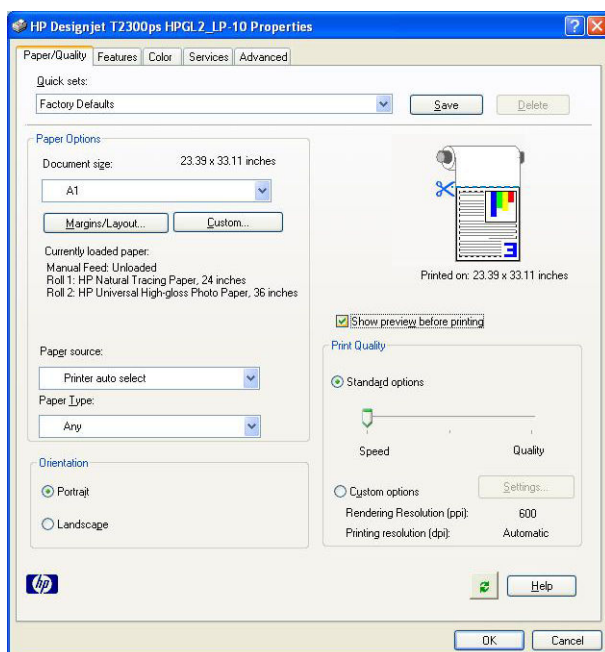 HP Designjet T2300ps HPGL2_LP-10 Properties
Paper/Quality Features Color Services Advanced
Quick sets:
Factory Defaults
Save
Delete
Paper Options
Document size: 23.39 x 33.11 inches
A1
Margins/Layout...
Custom...
Currently loaded paper:
Manual Feed: Unloaded
Roll 1: HP Natural Tracing Paper, 24 inches
Roll 2: HP Universal High-gloss Photo Paper, 36 inches
Paper source:
Printer auto select
Paper Type:
Any
Orientation
Portrait
Landscape
3
Printed on: 23.39 x 33.11 inches
Show preview before printing
Print Quality
Standard options
Speed Quality
Custom options
Settings...
Rendering Resolution (ppi): 600
Printing resolution (dpi): Automatic
hp
Help
OK
Cancel